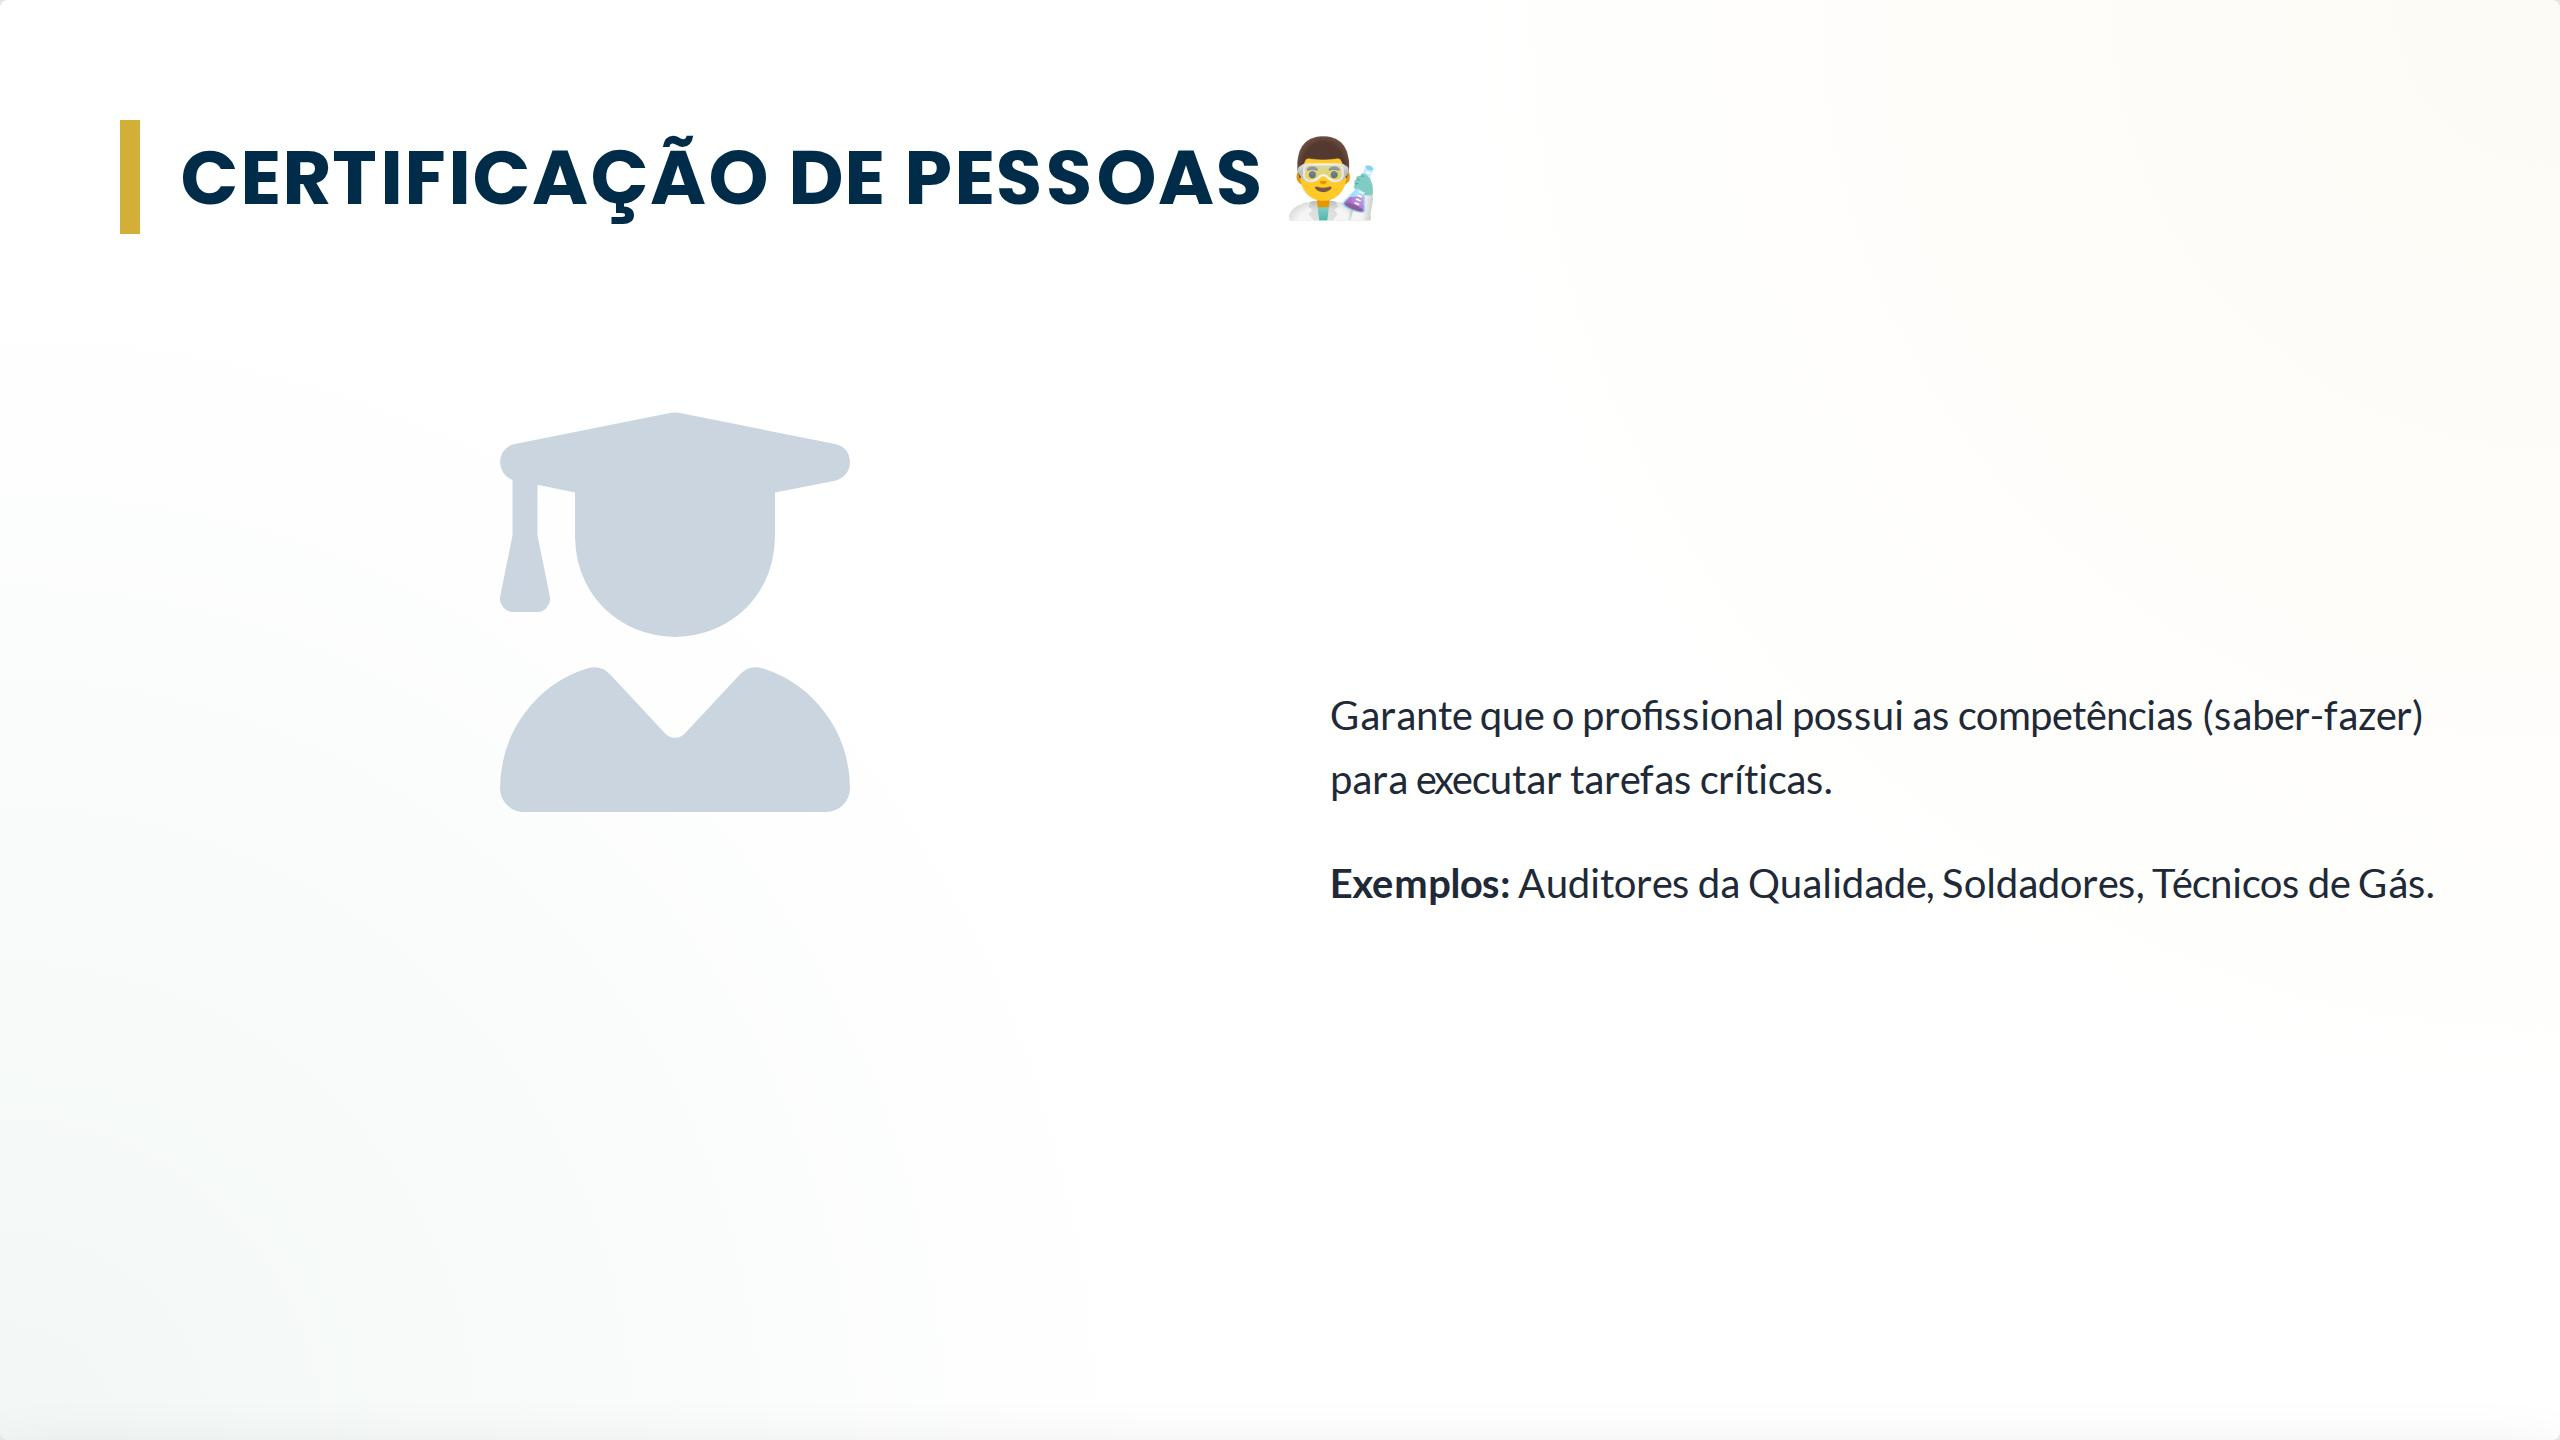 CERTIFICAÇÃO DE PESSOAS 👨‍🔬
Garante que o profissional possui as competências (saber-fazer)
para executar tarefas críticas.
Exemplos: Auditores da Qualidade, Soldadores, Técnicos de Gás.